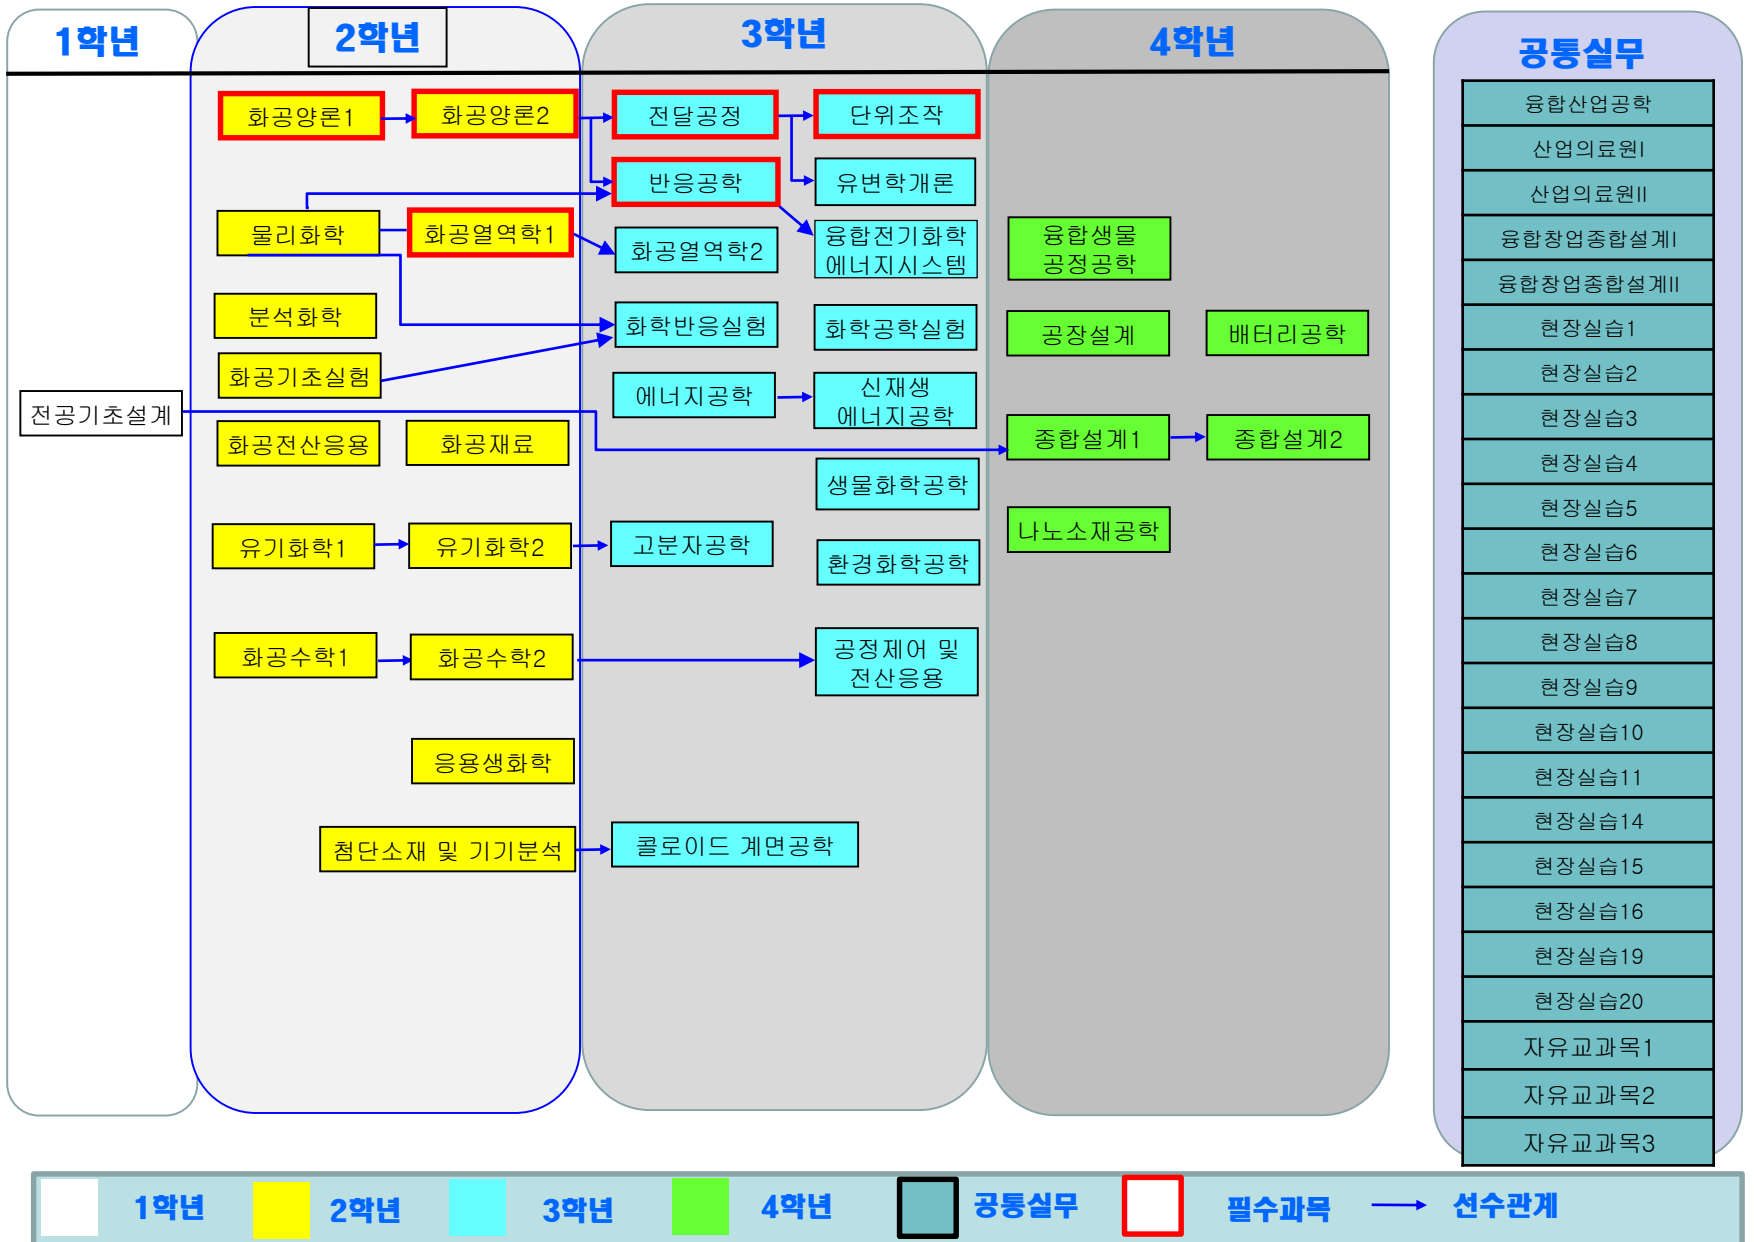 1학년
2학년
3학년
4학년
공통실무
화공양론1
화공양론2
전달공정
단위조작
반응공학
유변학개론
물리화학
화공열역학1
화공열역학2
융합전기화학
에너지시스템
융합생물
공정공학
분석화학
화학반응실험
화학공학실험
공장설계
배터리공학
화공기초실험
에너지공학
신재생
에너지공학
전공기초설계
화공전산응용
화공재료
종합설계1
종합설계2
생물화학공학
유기화학1
유기화학2
고분자공학
나노소재공학
환경화학공학
화공수학1
화공수학2
공정제어 및
전산응용
응용생화학
첨단소재 및 기기분석
콜로이드 계면공학
융합산업공학
산업의료원I
산업의료원II
융합창업종합설계I
융합창업종합설계II
현장실습1
현장실습2
현장실습3
현장실습4
현장실습5
현장실습6
현장실습7
현장실습8
현장실습9
현장실습10
현장실습11
현장실습14
현장실습15
현장실습16
현장실습19
현장실습20
자유교과목1
자유교과목2
자유교과목3
1학년
2학년
3학년
4학년
공통실무
필수과목
선수관계